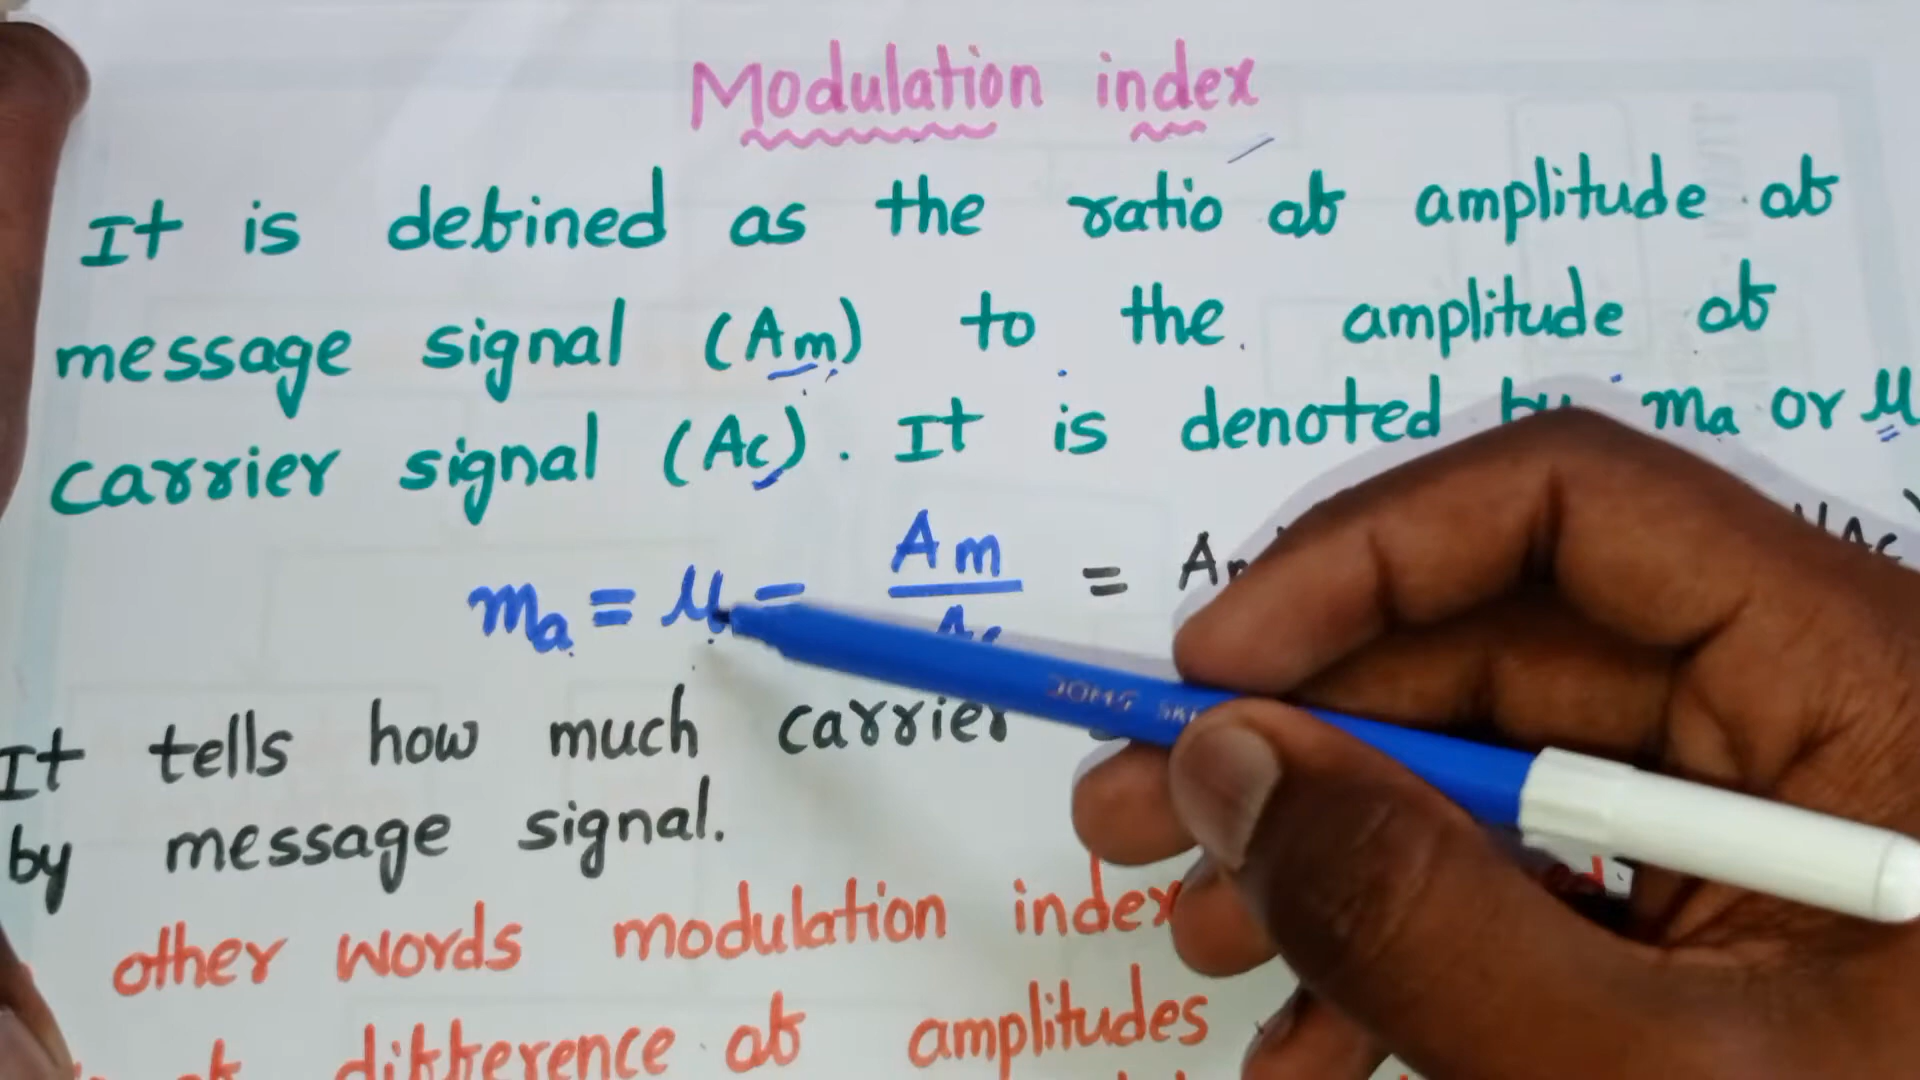 Modulation index
It is defined as the ratio of amplitude of
message signal (Am) to the amplitude of
carrier signal (Ac). It is denoted by ma or μ
ma = μ = Am/Ac =
It tells how much carrier
by message signal.
other words modulation index
difference of amplitudes